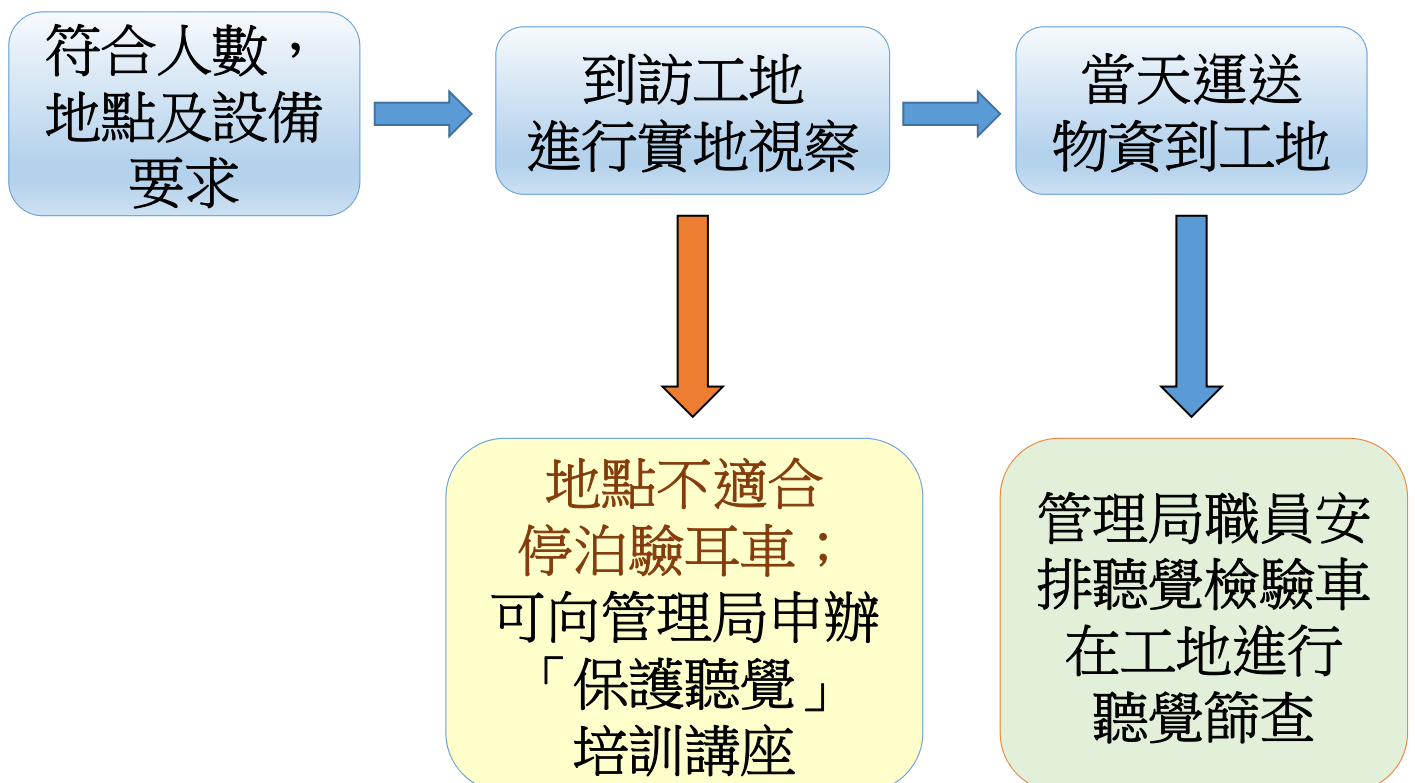 符合人數，
地點及設備
要求
到訪工地
進行實地視察
當天運送
物資到工地
地點不適合
停泊驗耳車；
可向管理局申辦
「保護聽覺」
培訓講座
管理局職員安
排聽覺檢驗車
在工地進行
聽覺篩查